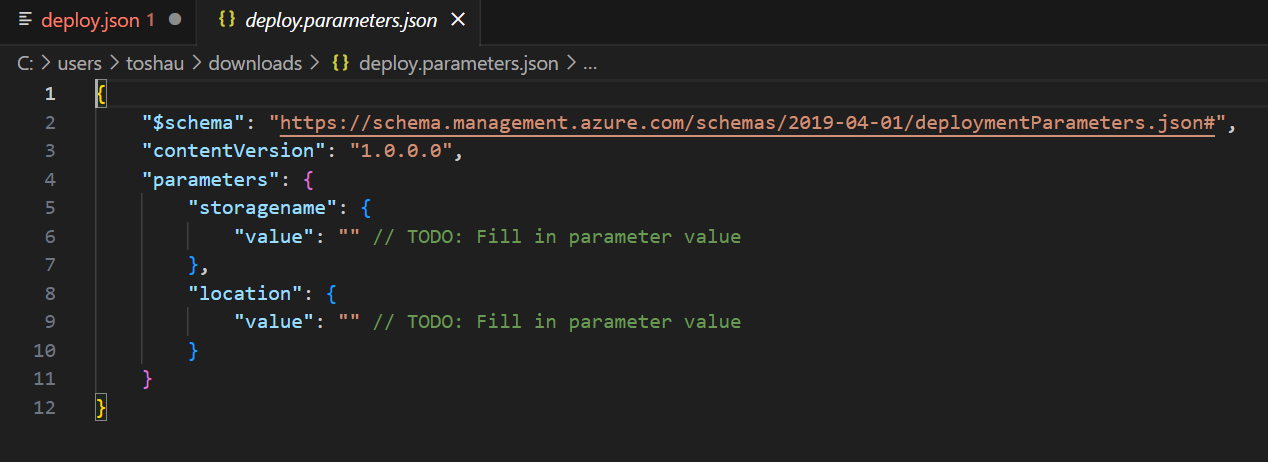 deploy.json 1
{} deploy.parameters.json
C: > users > toshau > downloads > {} deploy.parameters.json > ...
1 {
2 "$schema": "https://schema.management.azure.com/schemas/2019-04-01/deploymentParameters.json#",
3 "contentVersion": "1.0.0.0",
4 "parameters": {
5 "storagename": {
6 "value": "" // TODO: Fill in parameter value
7 },
8 "location": {
9 "value": "" // TODO: Fill in parameter value
10 }
11 }
12 }